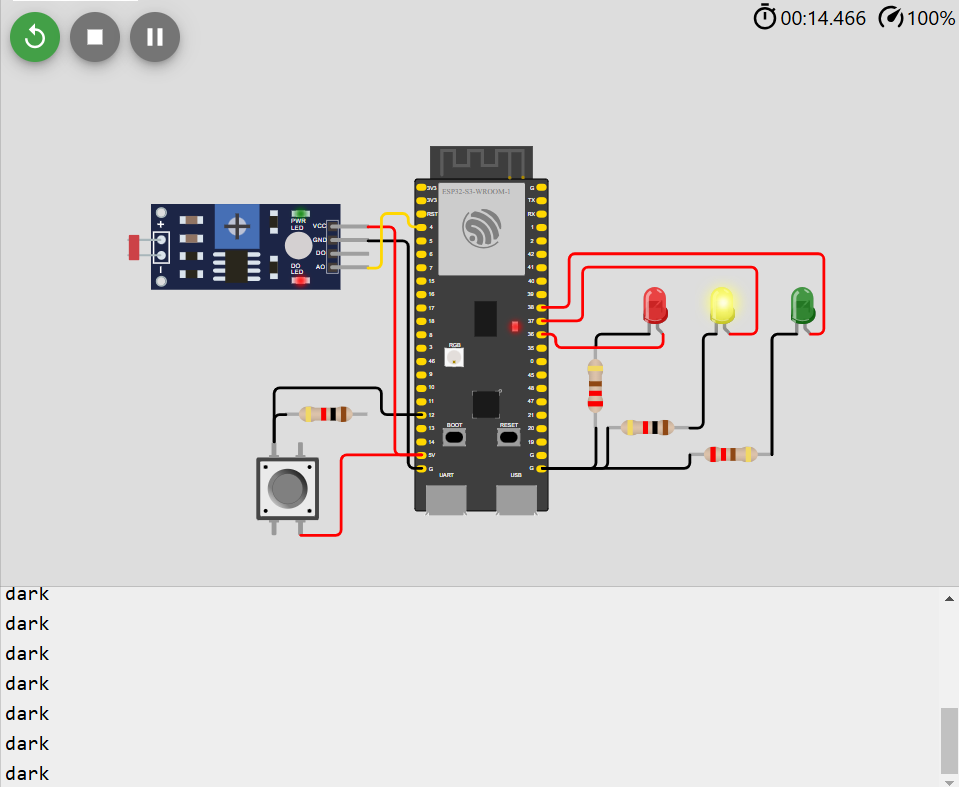 00:14.466 100%
ESP32-S3-WROOM-1
3V3
3V3
RST
4
5
6
7
15
16
17
18
8
3
46
9
10
11
12
13
14
5V
G
G
TX
RX
1
2
42
41
40
39
38
37
36
35
0
45
48
47
21
20
19
G
G
RGB
BOOT
RESET
UART
USB
PWR
LED
DO
LED
VCC
GND
DO
AO
+
dark
dark
dark
dark
dark
dark
dark